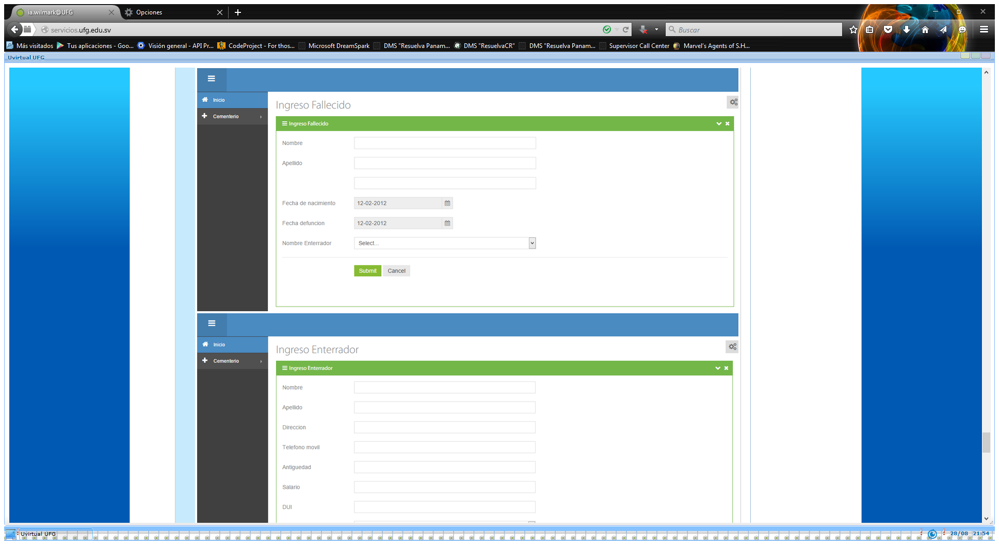 ia.wilmark@UFG
Opciones
servicios.ufg.edu.sv
Buscar
Más visitados
Tus aplicaciones - Goo...
Visión general - API Pr...
CodeProject - For thos...
Microsoft DreamSpark
DMS "Resuelva Panam...
DMS "ResuelvaCR"
DMS "Resuelva Panam...
Supervisor Call Center
Marvel's Agents of S.H...
Uvirtual UFG
Inicio
Cementerio
Ingreso Fallecido
Ingreso Fallecido
Nombre
Apellido
Fecha de nacimiento
12-02-2012
Fecha defuncion
12-02-2012
Nombre Enterrador
Select...
Submit
Cancel
Inicio
Cementerio
Ingreso Enterrador
Ingreso Enterrador
Nombre
Apellido
Direccion
Telefono movil
Antiguedad
Salario
DUI
Uvirtual UFG
28/08 21:54